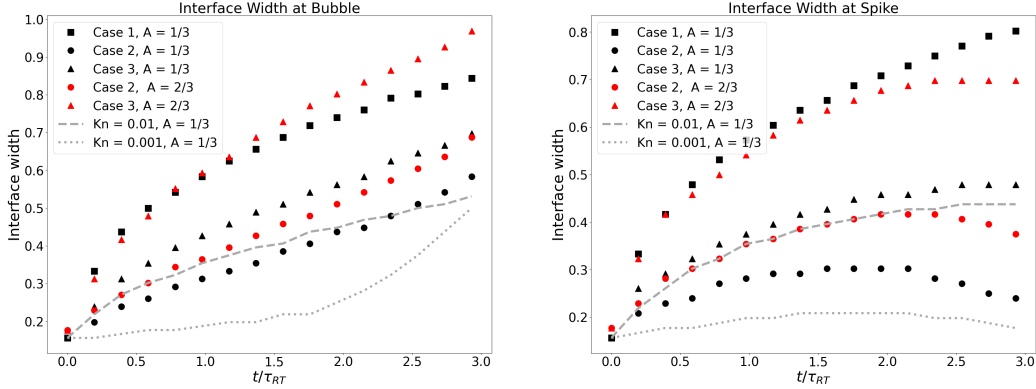 Interface Width at Bubble
1.0
0.9
0.8
0.7
0.6
0.5
0.4
0.3
0.2
Interface width
Case 1, A = 1/3
Case 2, A = 1/3
Case 3, A = 1/3
Case 2,  A = 2/3
Case 3, A = 2/3
Kn = 0.01, A = 1/3
Kn = 0.001, A = 1/3
0.0 0.5 1.0 1.5 2.0 2.5 3.0
t/τRT
Interface Width at Spike
0.8
0.7
0.6
0.5
0.4
0.3
0.2
Interface width
Case 1, A = 1/3
Case 2, A = 1/3
Case 3, A = 1/3
Case 2,  A = 2/3
Case 3, A = 2/3
Kn = 0.01, A = 1/3
Kn = 0.001, A = 1/3
0.0 0.5 1.0 1.5 2.0 2.5 3.0
t/τRT